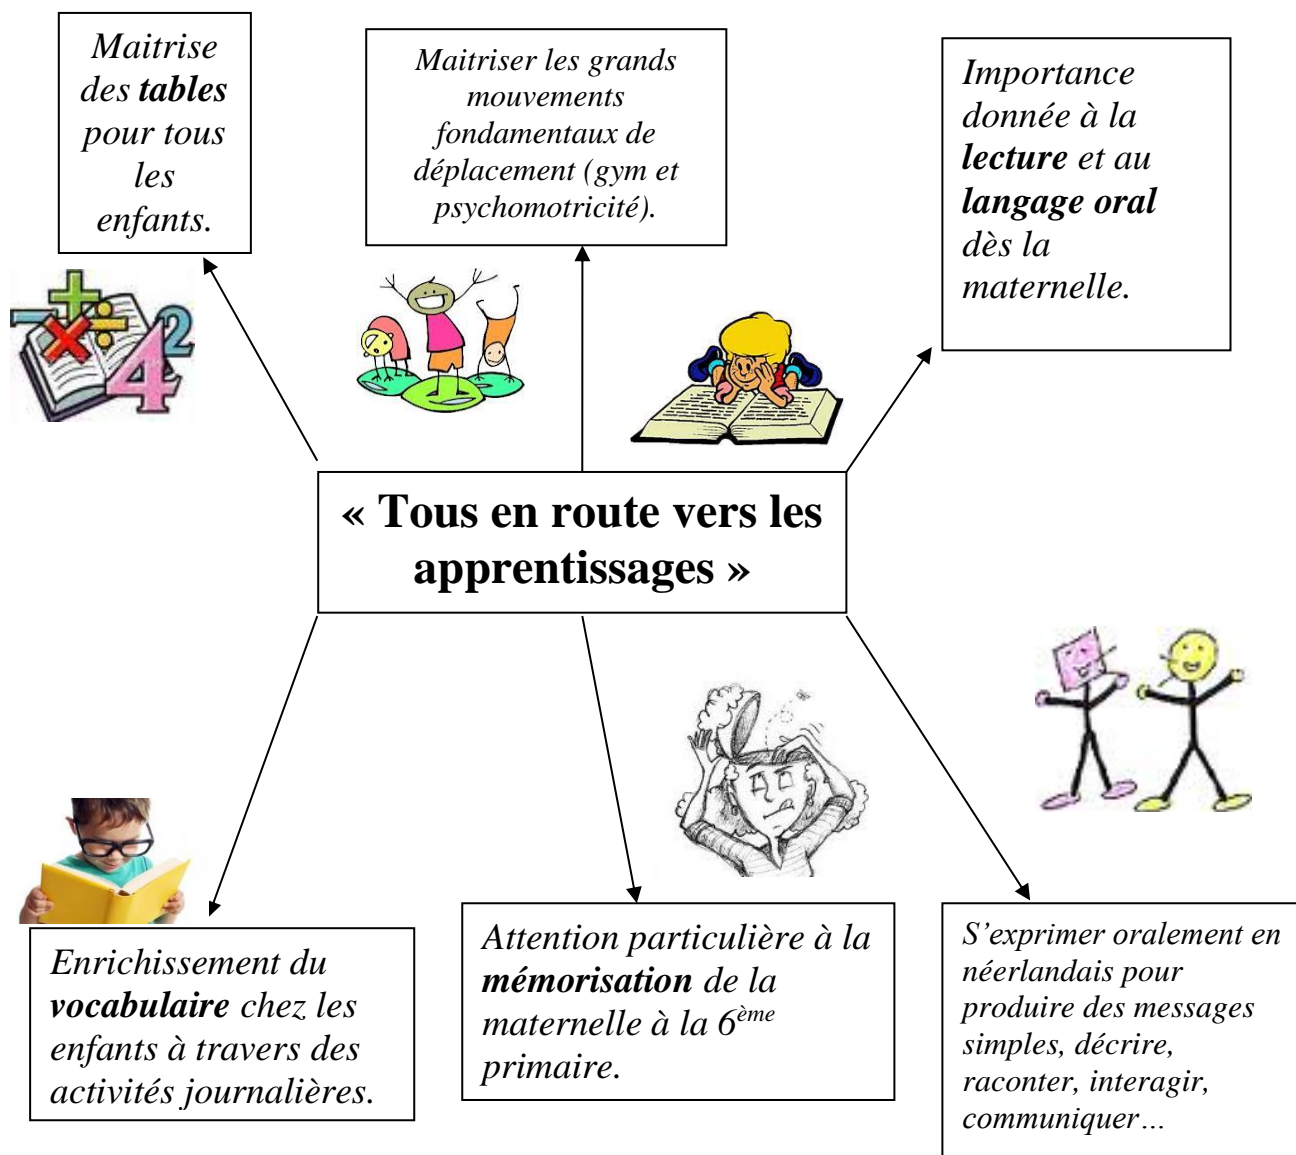 Maitrise
des tables
pour tous
les
enfants.
Maitriser les grands
mouvements
fondamentaux de
déplacement (gym et
psychomotricité).
Importance
donnée à la
lecture et au
langage oral
dès la
maternelle.
« Tous en route vers les
apprentissages »
Enrichissement du
vocabulaire chez les
enfants à travers des
activités journalières.
Attention particulière à la
mémorisation de la
maternelle à la 6ème
primaire.
S’exprimer oralement en
néerlandais pour
produire des messages
simples, décrire,
raconter, interagir,
communiquer…